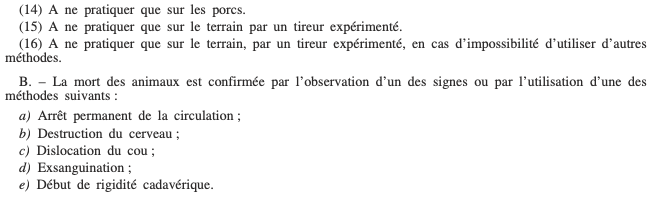 (14) A ne pratiquer que sur les porcs.
(15) A ne pratiquer que sur le terrain par un tireur expérimenté.
(16) A ne pratiquer que sur le terrain, par un tireur expérimenté, en cas d'impossibilité d'utiliser d'autres
méthodes.
B. – La mort des animaux est confirmée par l'observation d'un des signes ou par l'utilisation d'une des
méthodes suivants :
a) Arrêt permanent de la circulation ;
b) Destruction du cerveau ;
c) Dislocation du cou ;
d) Exsanguination ;
e) Début de rigidité cadavérique.